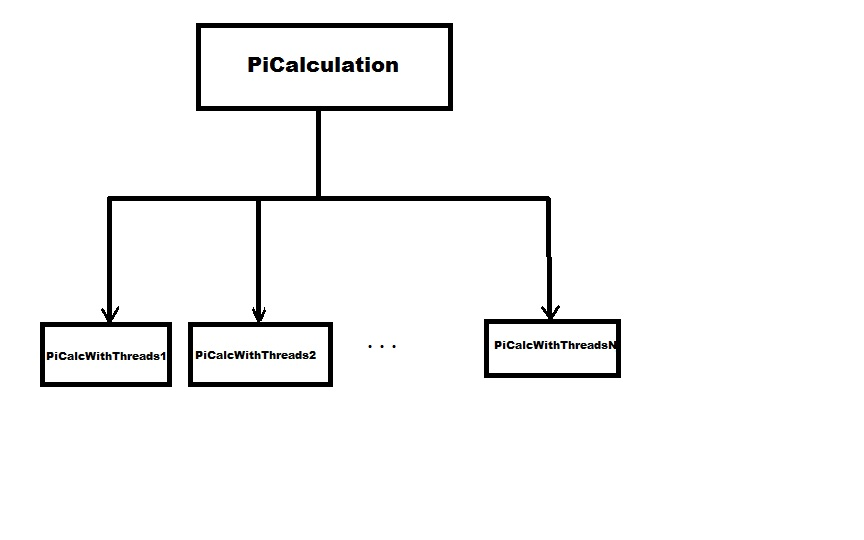 PiCalculation
PiCalcWithThreads1
PiCalcWithThreads2
. . .
PiCalcWithThreadsN